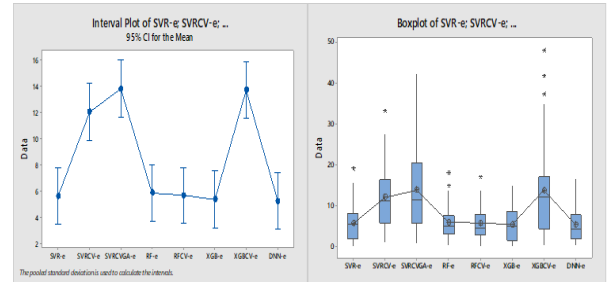 Interval Plot of SVR-e; SVRCV-e; ...
95% CI for the Mean
Data
16
14
12
10
8
6
4
2
SVR-e SVRCV-e SVRCVGA-e RF-e RFCV-e XGB-e XGBCV-e DNN-e
The pooled standard deviation is used to calculate the intervals.
Boxplot of SVR-e; SVRCV-e; ...
Data
50
40
30
20
10
0
SVR-e SVRCV-e SVRCVGA-e RF-e RFCV-e XGB-e XGBCV-e DNN-e